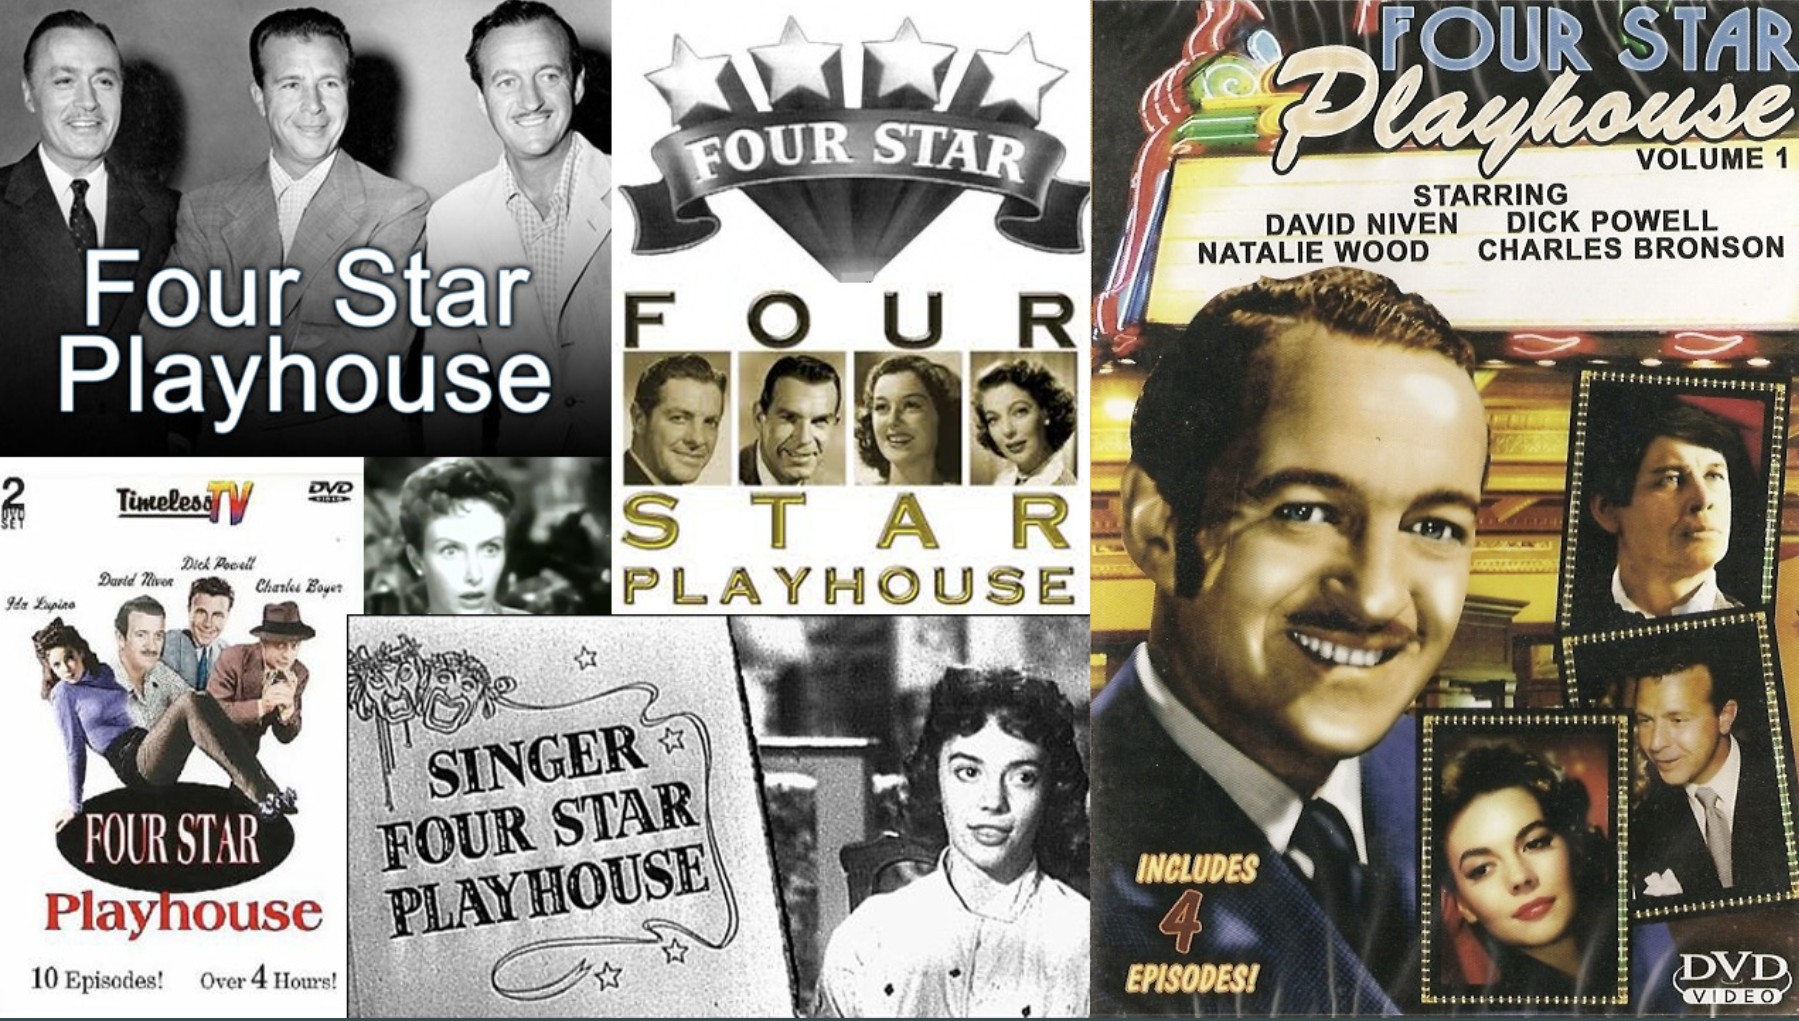 Four Star
Playhouse
FOUR STAR
FOUR
STAR
PLAYHOUSE
FOUR STAR
Playhouse
VOLUME 1
STARRING
DAVID NIVEN DICK POWELL
NATALIE WOOD CHARLES BRONSON
INCLUDES
4
EPISODES!
DVD
VIDEO
2
DVD
SET
TimelessTV
DVD
VIDEO
Dick Powell
David Niven
Charles Boyer
Ida Lupino
FOUR STAR
Playhouse
10 Episodes! Over 4 Hours!
SINGER
FOUR STAR
PLAYHOUSE